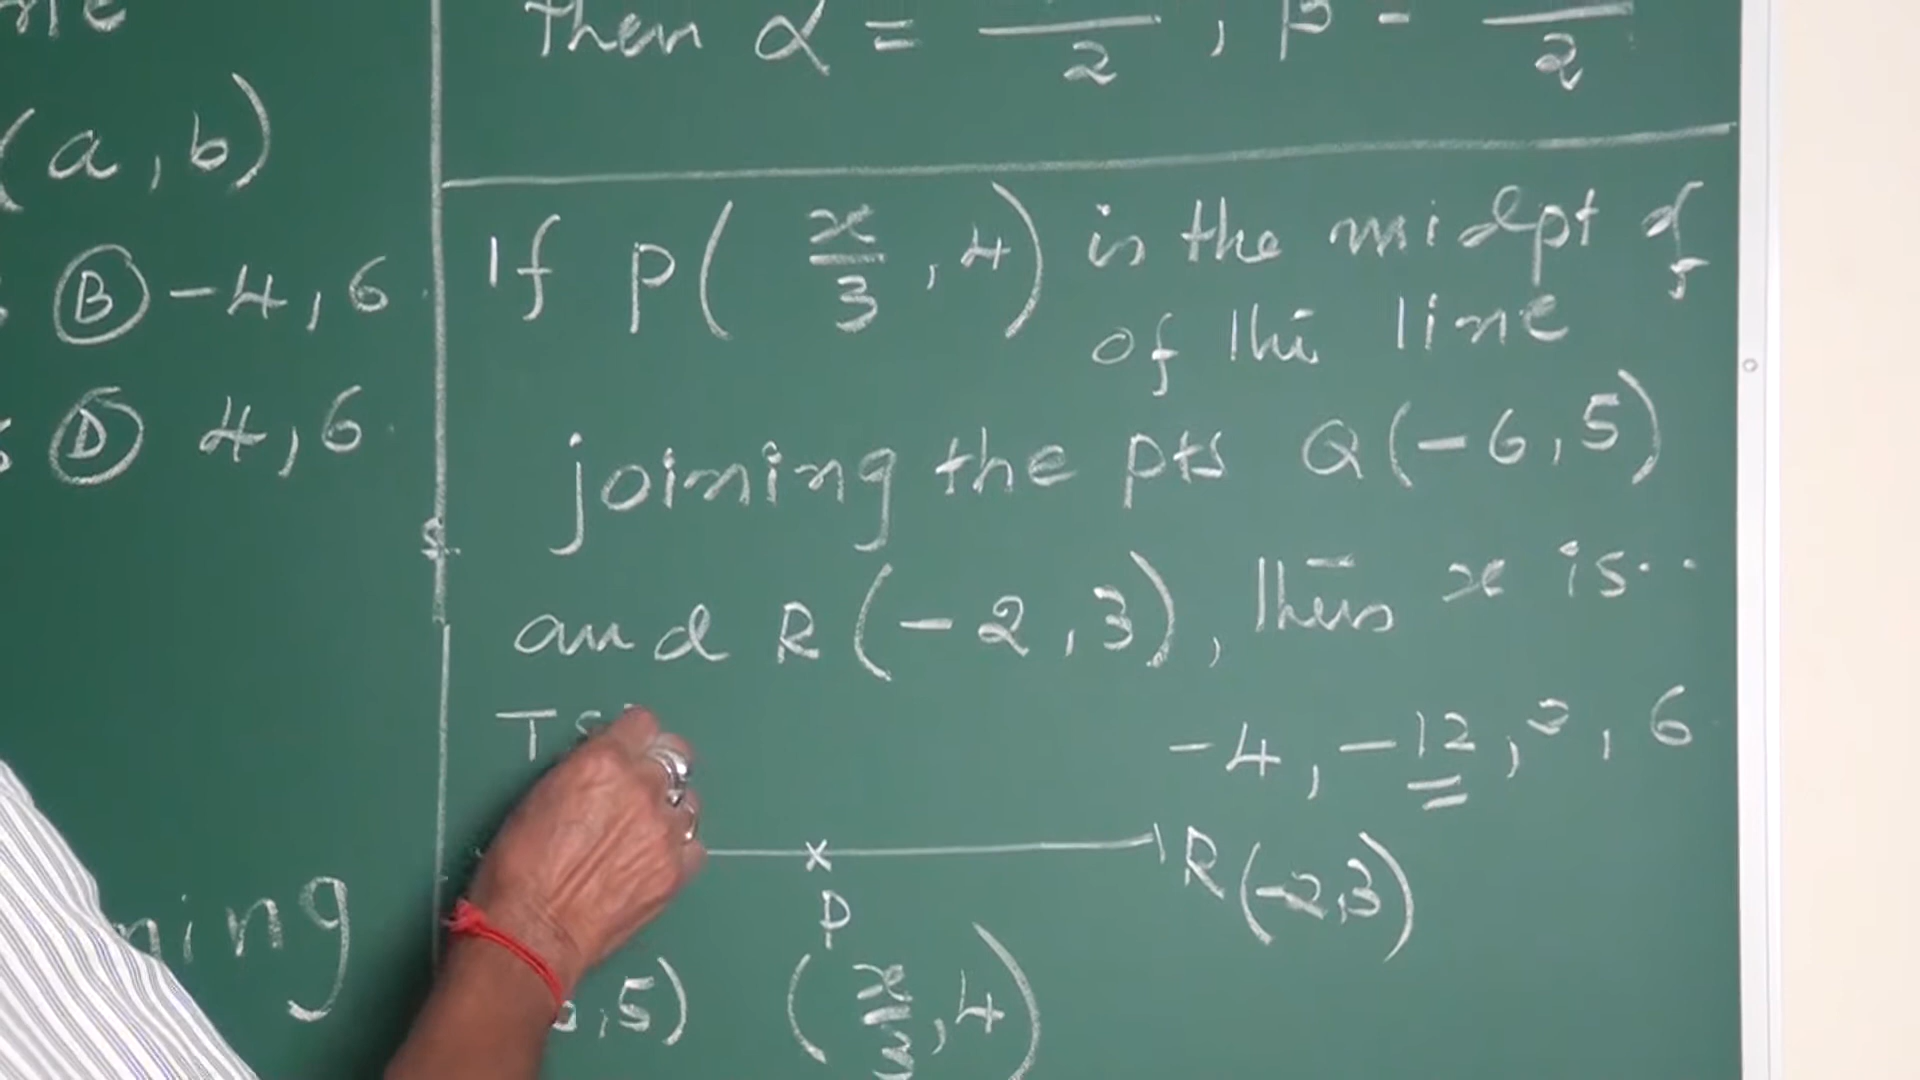 then α = 
2 , β -
2
(a, b)
Ⓑ -4, 6
Ⓓ 4, 6
ning
If P( x/3 , 4) is the midpt of
of thi line
joining the pts Q(-6, 5)
and R(-2, 3), then x is..
-4, -12, 2, 6
P
R(-2,3)
,5)
(x/3, 4)